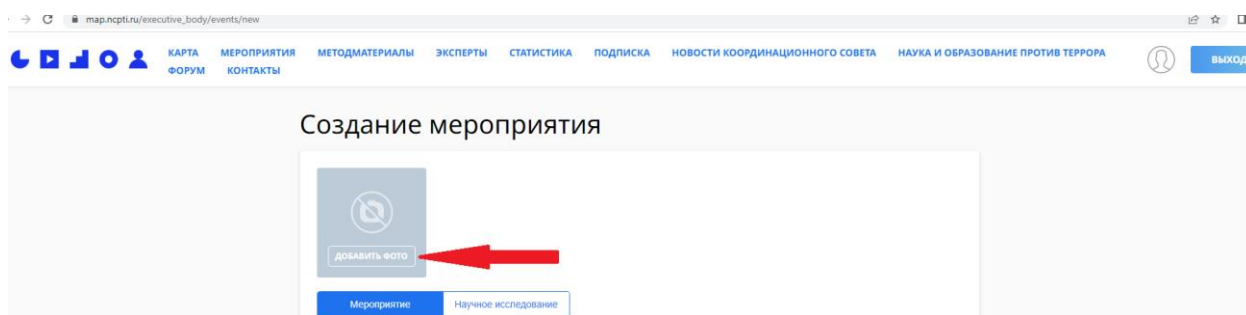 map.ncpti.ru/executive_body/events/new
КАРТА МЕРОПРИЯТИЯ МЕТОДМАТЕРИАЛЫ ЭКСПЕРТЫ СТАТИСТИКА ПОДПИСКА НОВОСТИ КООРДИНАЦИОННОГО СОВЕТА НАУКА И ОБРАЗОВАНИЕ ПРОТИВ ТЕРРОРА
ФОРУМ КОНТАКТЫ
ВЫХОД
Создание мероприятия
ДОБАВИТЬ ФОТО
Мероприятие Научное исследование